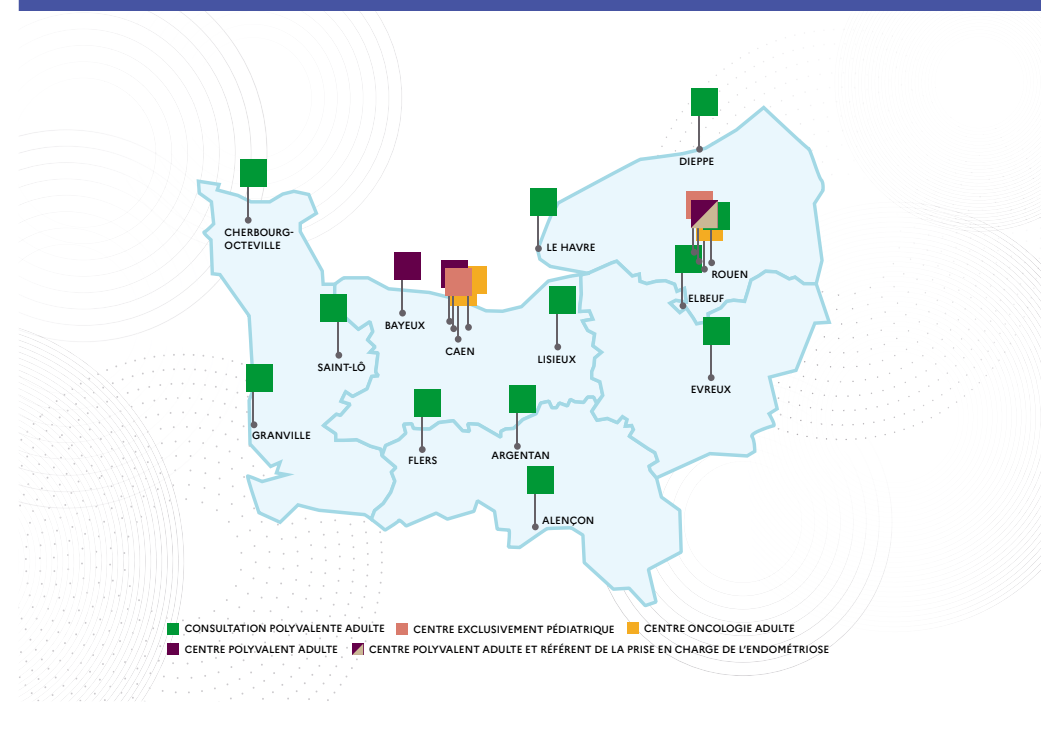 DIEPPE
CHERBOURG-
OCTEVILLE
LE HAVRE
ROUEN
ELBEUF
BAYEUX
CAEN
LISIEUX
SAINT-LÔ
EVREUX
GRANVILLE
FLERS
ARGENTAN
ALENÇON
CONSULTATION POLYVALENTE ADULTE CENTRE EXCLUSIVEMENT PÉDIATRIQUE CENTRE ONCOLOGIE ADULTE
CENTRE POLYVALENT ADULTE CENTRE POLYVALENT ADULTE ET RÉFÉRENT DE LA PRISE EN CHARGE DE L'ENDOMÉTRIOSE